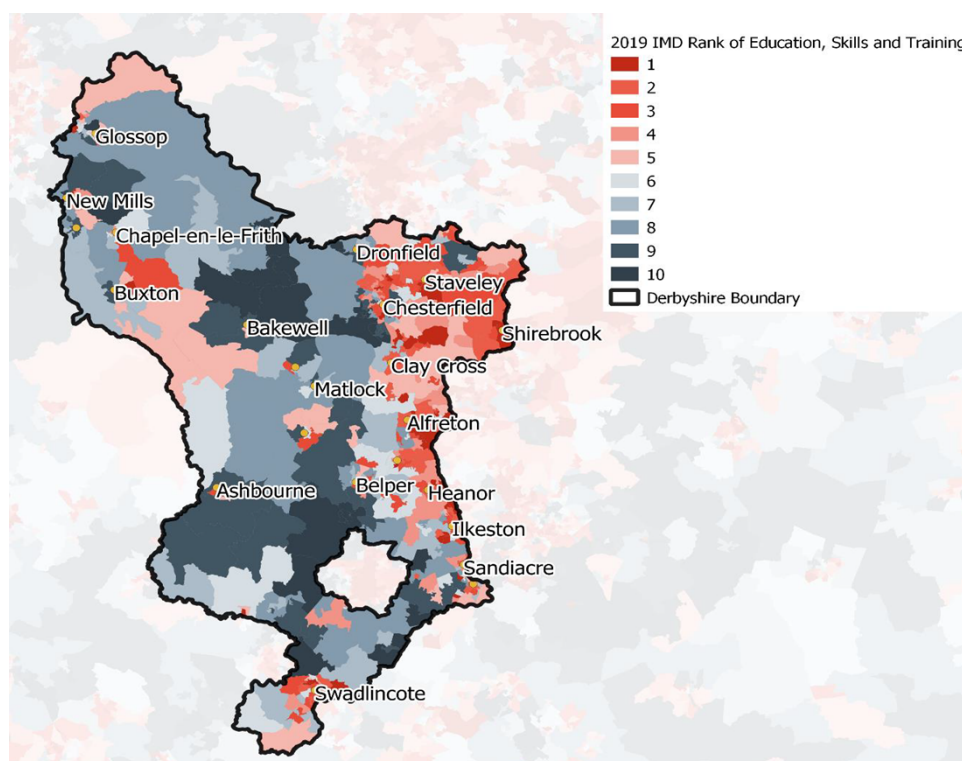 2019 IMD Rank of Education, Skills and Training
1
2
3
4
5
6
7
8
9
10
Derbyshire Boundary
Glossop
New Mills
Chapel-en-le-Frith
Dronfield
Staveley
Buxton
Chesterfield
Bakewell
Shirebrook
Clay Cross
Matlock
Alfreton
Belper
Ashbourne
Heanor
Ilkeston
Sandiacre
Swadlincote